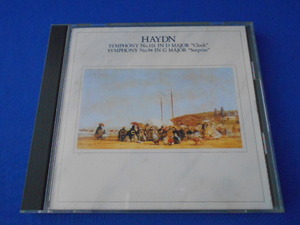 HAYDN
SYMPHONY No.101 IN D MAJOR "Clock"
SYMPHONY No.94 IN G MAJOR "Surprise"